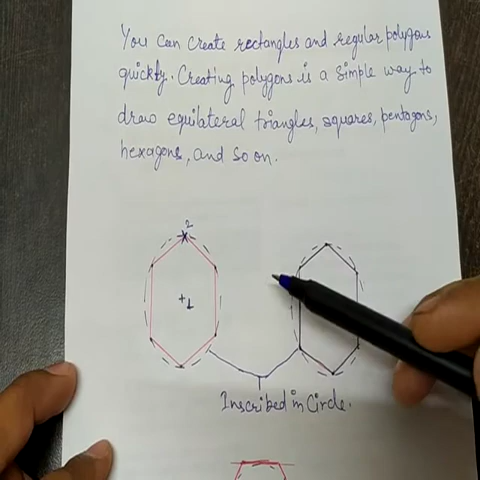 You can create rectangles and regular polygons
quickly. Creating polygons is a simple way to
draw equilateral triangles, squares, pentagons,
hexagons, and so on.
2
+1
Inscribed in Circle.